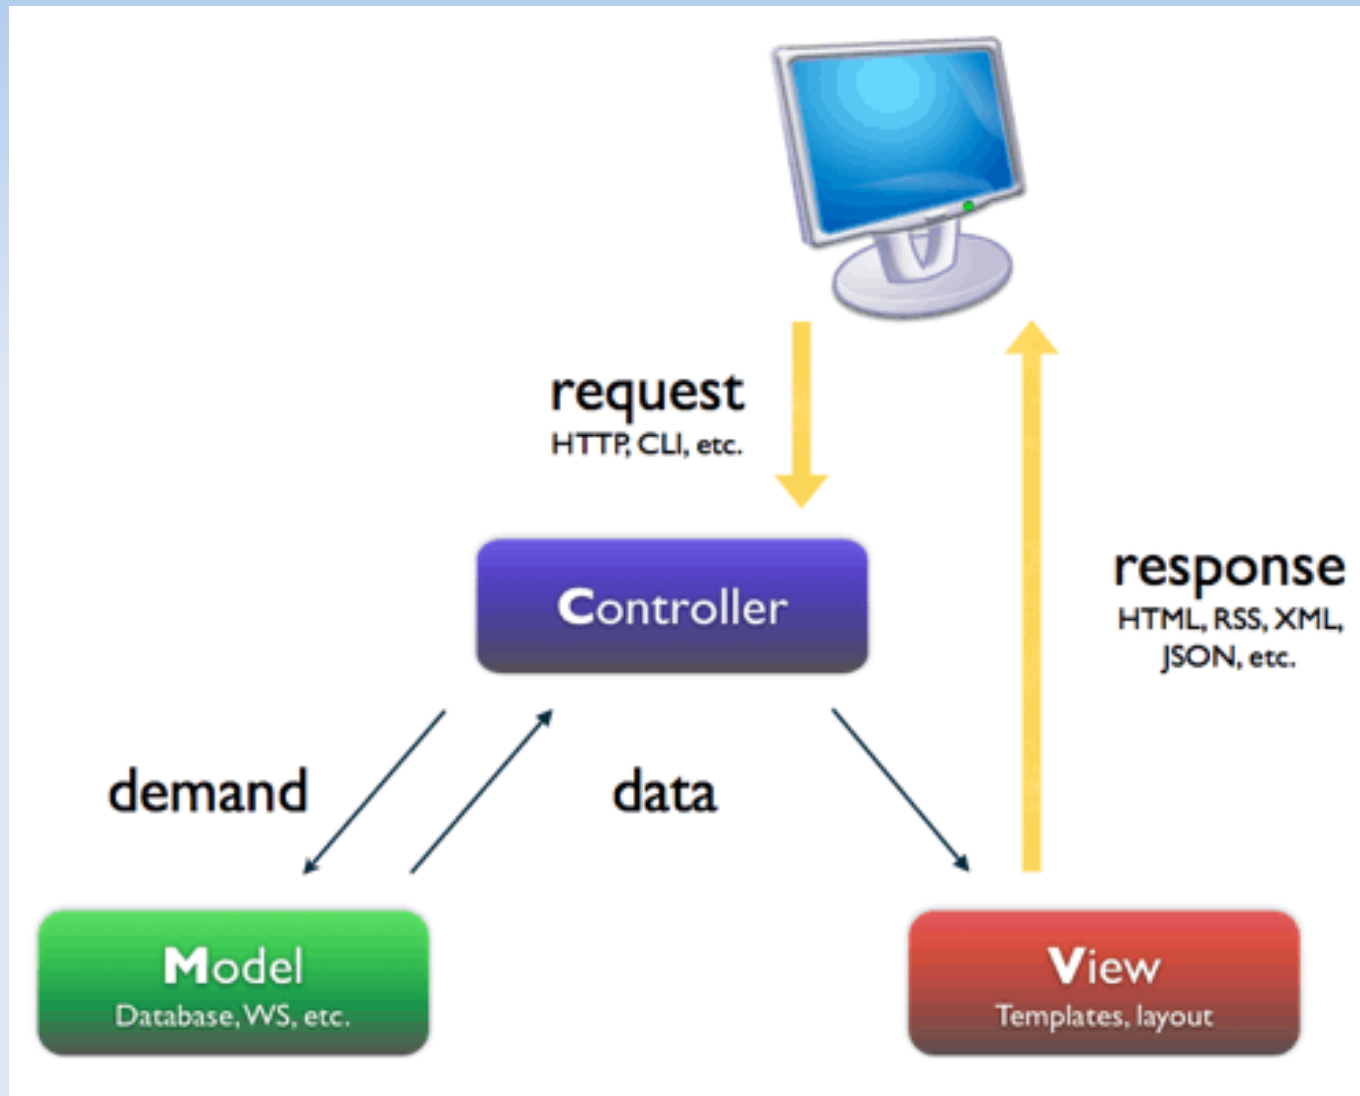 request
HTTP, CLI, etc.
Controller
response
HTML, RSS, XML,
JSON, etc.
demand
data
Model
Database, WS, etc.
View
Templates, layout